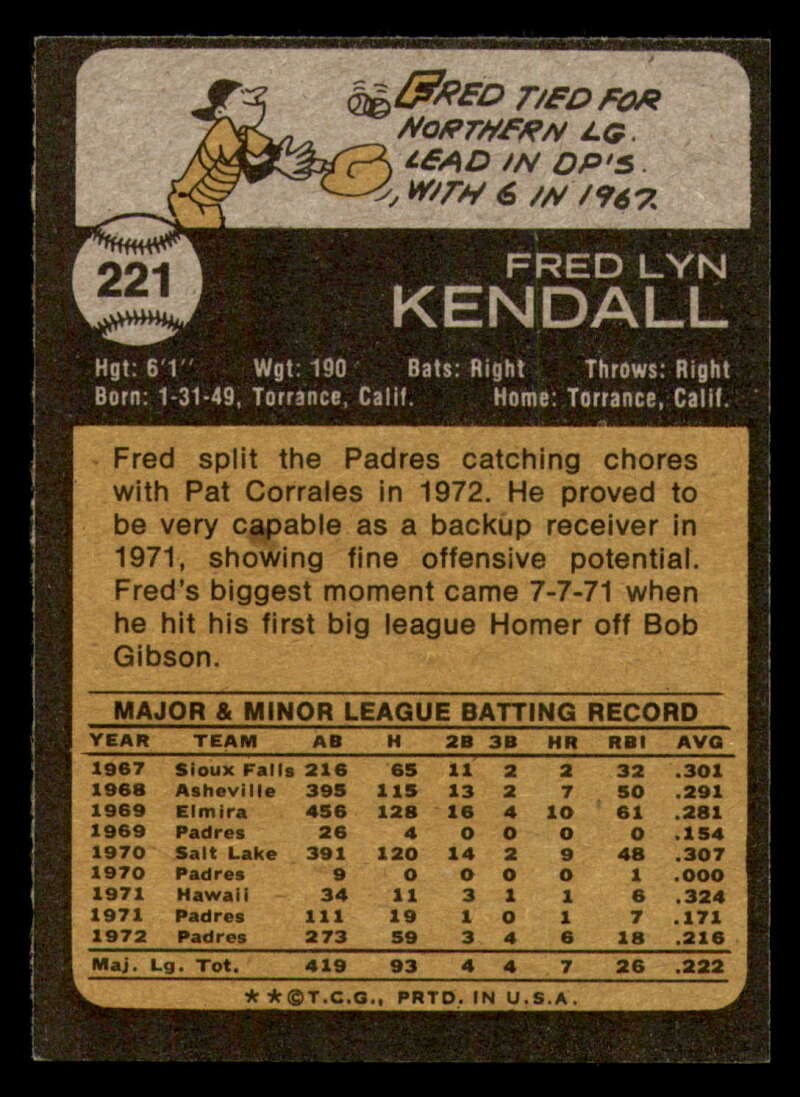 FRED TIED FOR
NORTHERN LG.
LEAD IN DP'S.
WITH 6 IN 1967.
221
FRED LYN
KENDALL
Hgt: 6'1" Wgt: 190 Bats: Right Throws: Right
Born: 1-31-49, Torrance, Calif. Home: Torrance, Calif.
Fred split the Padres catching chores
with Pat Corrales in 1972. He proved to
be very capable as a backup receiver in
1971, showing fine offensive potential.
Fred's biggest moment came 7-7-71 when
he hit his first big league Homer off Bob
Gibson.
MAJOR & MINOR LEAGUE BATTING RECORD
YEAR TEAM AB H 2B 3B HR RBI AVG
1967 Sioux Falls 216 65 11 2 2 32 .301
1968 Asheville 395 115 13 2 7 50 .291
1969 Elmira 456 128 16 4 10 61 .281
1969 Padres 26 4 0 0 0 0 .154
1970 Salt Lake 391 120 14 2 9 48 .307
1970 Padres 9 0 0 0 0 1 .000
1971 Hawaii 34 11 3 1 1 6 .324
1971 Padres 111 19 1 0 1 7 .171
1972 Padres 273 59 3 4 6 18 .216
Maj. Lg. Tot. 419 93 4 4 7 26 .222
**©T.C.G., PRTD. IN U.S.A.